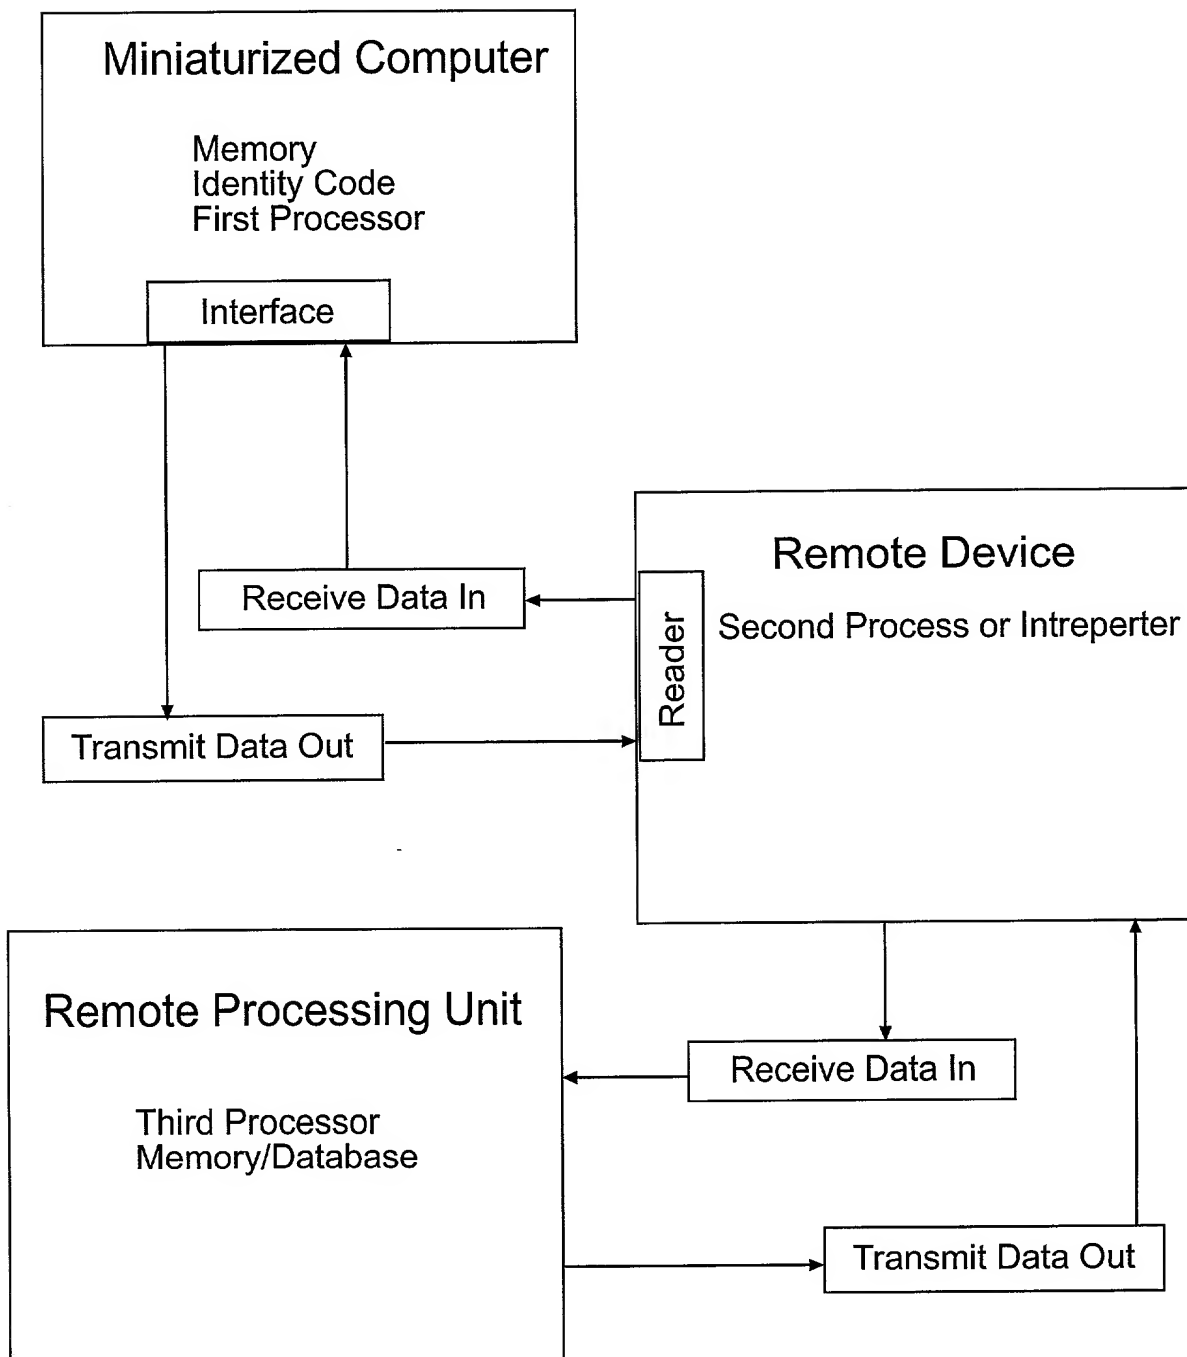 Miniaturized Computer
Memory
Identity Code
First Processor
Interface
Receive Data In
Transmit Data Out
Remote Device
Second Process or Intreperter
Reader
Remote Processing Unit
Third Processor
Memory/Database
Receive Data In
Transmit Data Out